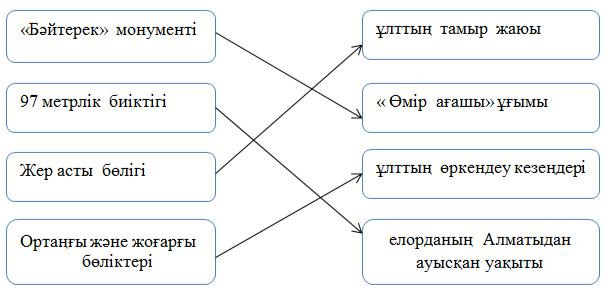 «Бәйтерек» монументі
ұлттың тамыр жаюы
97 метрлік биіктігі
« Өмір ағашы» ұғымы
Жер асты бөлігі
ұлттың өркендеу кезендері
Ортаңғы және жоғарғы
бөліктері
елорданың Алматыдан
ауысқан уақыты